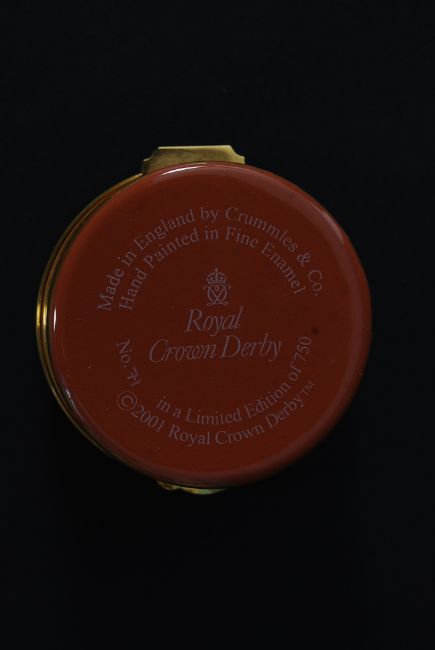 Made in England by Crummles & Co.
Hand Painted in Fine Enamel
Royal
Crown Derby
No.
in a Limited Edition of 750
©2001 Royal Crown Derby™